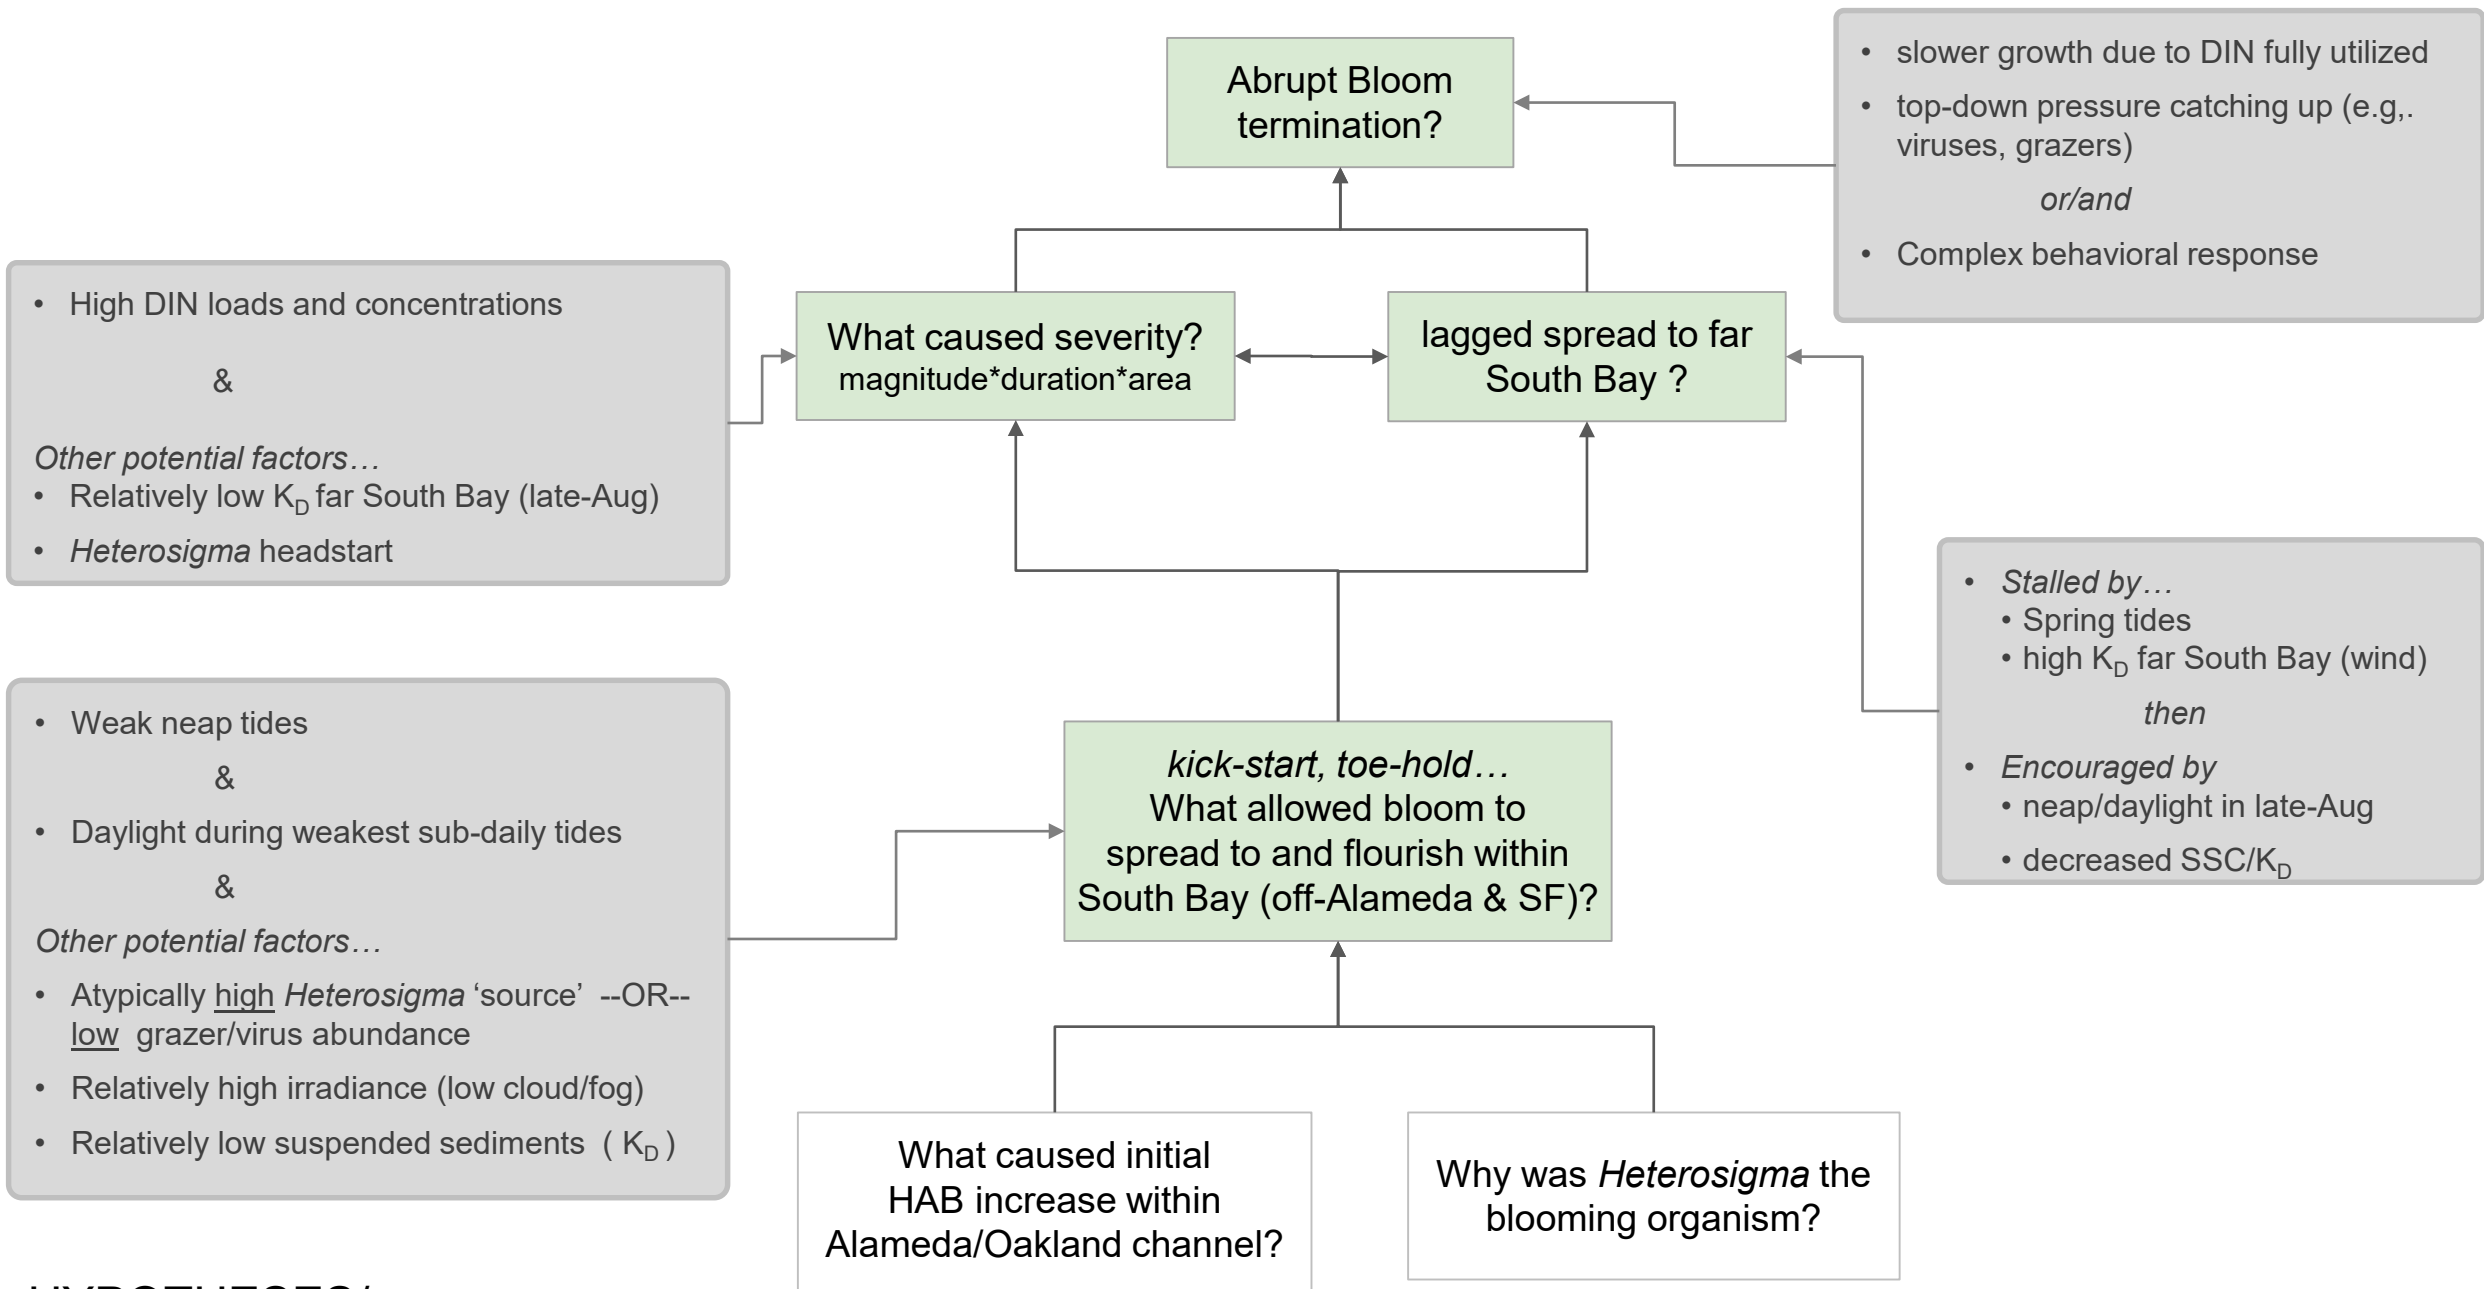 Abrupt Bloom
termination?
• slower growth due to DIN fully utilized
• top-down pressure catching up (e.g,.
viruses, grazers)
or/and
• Complex behavioral response
• High DIN loads and concentrations
&
Other potential factors…
• Relatively low KD far South Bay (late-Aug)
• Heterosigma headstart
What caused severity?
magnitude*duration*area
lagged spread to far
South Bay ?
• Stalled by…
• Spring tides
• high KD far South Bay (wind)
then
• Encouraged by
• neap/daylight in late-Aug
• decreased SSC/KD
• Weak neap tides
&
• Daylight during weakest sub-daily tides
&
Other potential factors…
• Atypically high Heterosigma ‘source’ --OR--
low grazer/virus abundance
• Relatively high irradiance (low cloud/fog)
• Relatively low suspended sediments ( KD )
kick-start, toe-hold…
What allowed bloom to
spread to and flourish within
South Bay (off-Alameda & SF)?
What caused initial
HAB increase within
Alameda/Oakland channel?
Why was Heterosigma the
blooming organism?
HYPOTHESES/